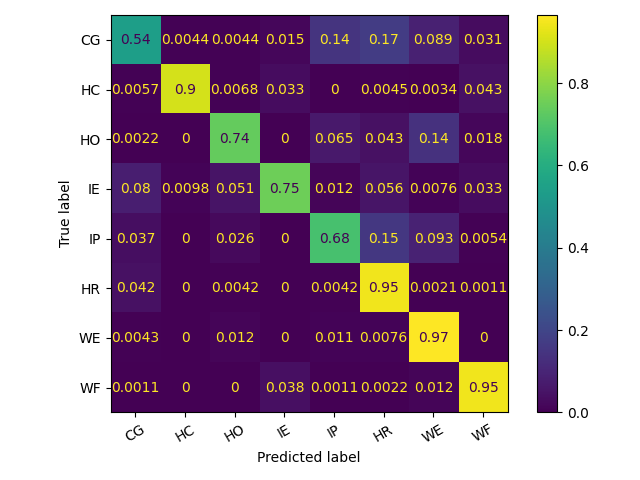 CG 0.54 0.0044 0.0044 0.015 0.14 0.17 0.089 0.031
HC 0.0057 0.9 0.0068 0.033 0 0.0045 0.0034 0.043
HO 0.0022 0 0.74 0 0.065 0.043 0.14 0.018
IE 0.08 0.0098 0.051 0.75 0.012 0.056 0.0076 0.033
IP 0.037 0 0.026 0 0.68 0.15 0.093 0.0054
HR 0.042 0 0.0042 0 0.0042 0.95 0.0021 0.0011
WE 0.0043 0 0.012 0 0.011 0.0076 0.97 0
WF 0.0011 0 0 0.038 0.0011 0.0022 0.012 0.95
CG HC HO IE IP HR WE WF
Predicted label
True label
0.8
0.6
0.4
0.2
0.0